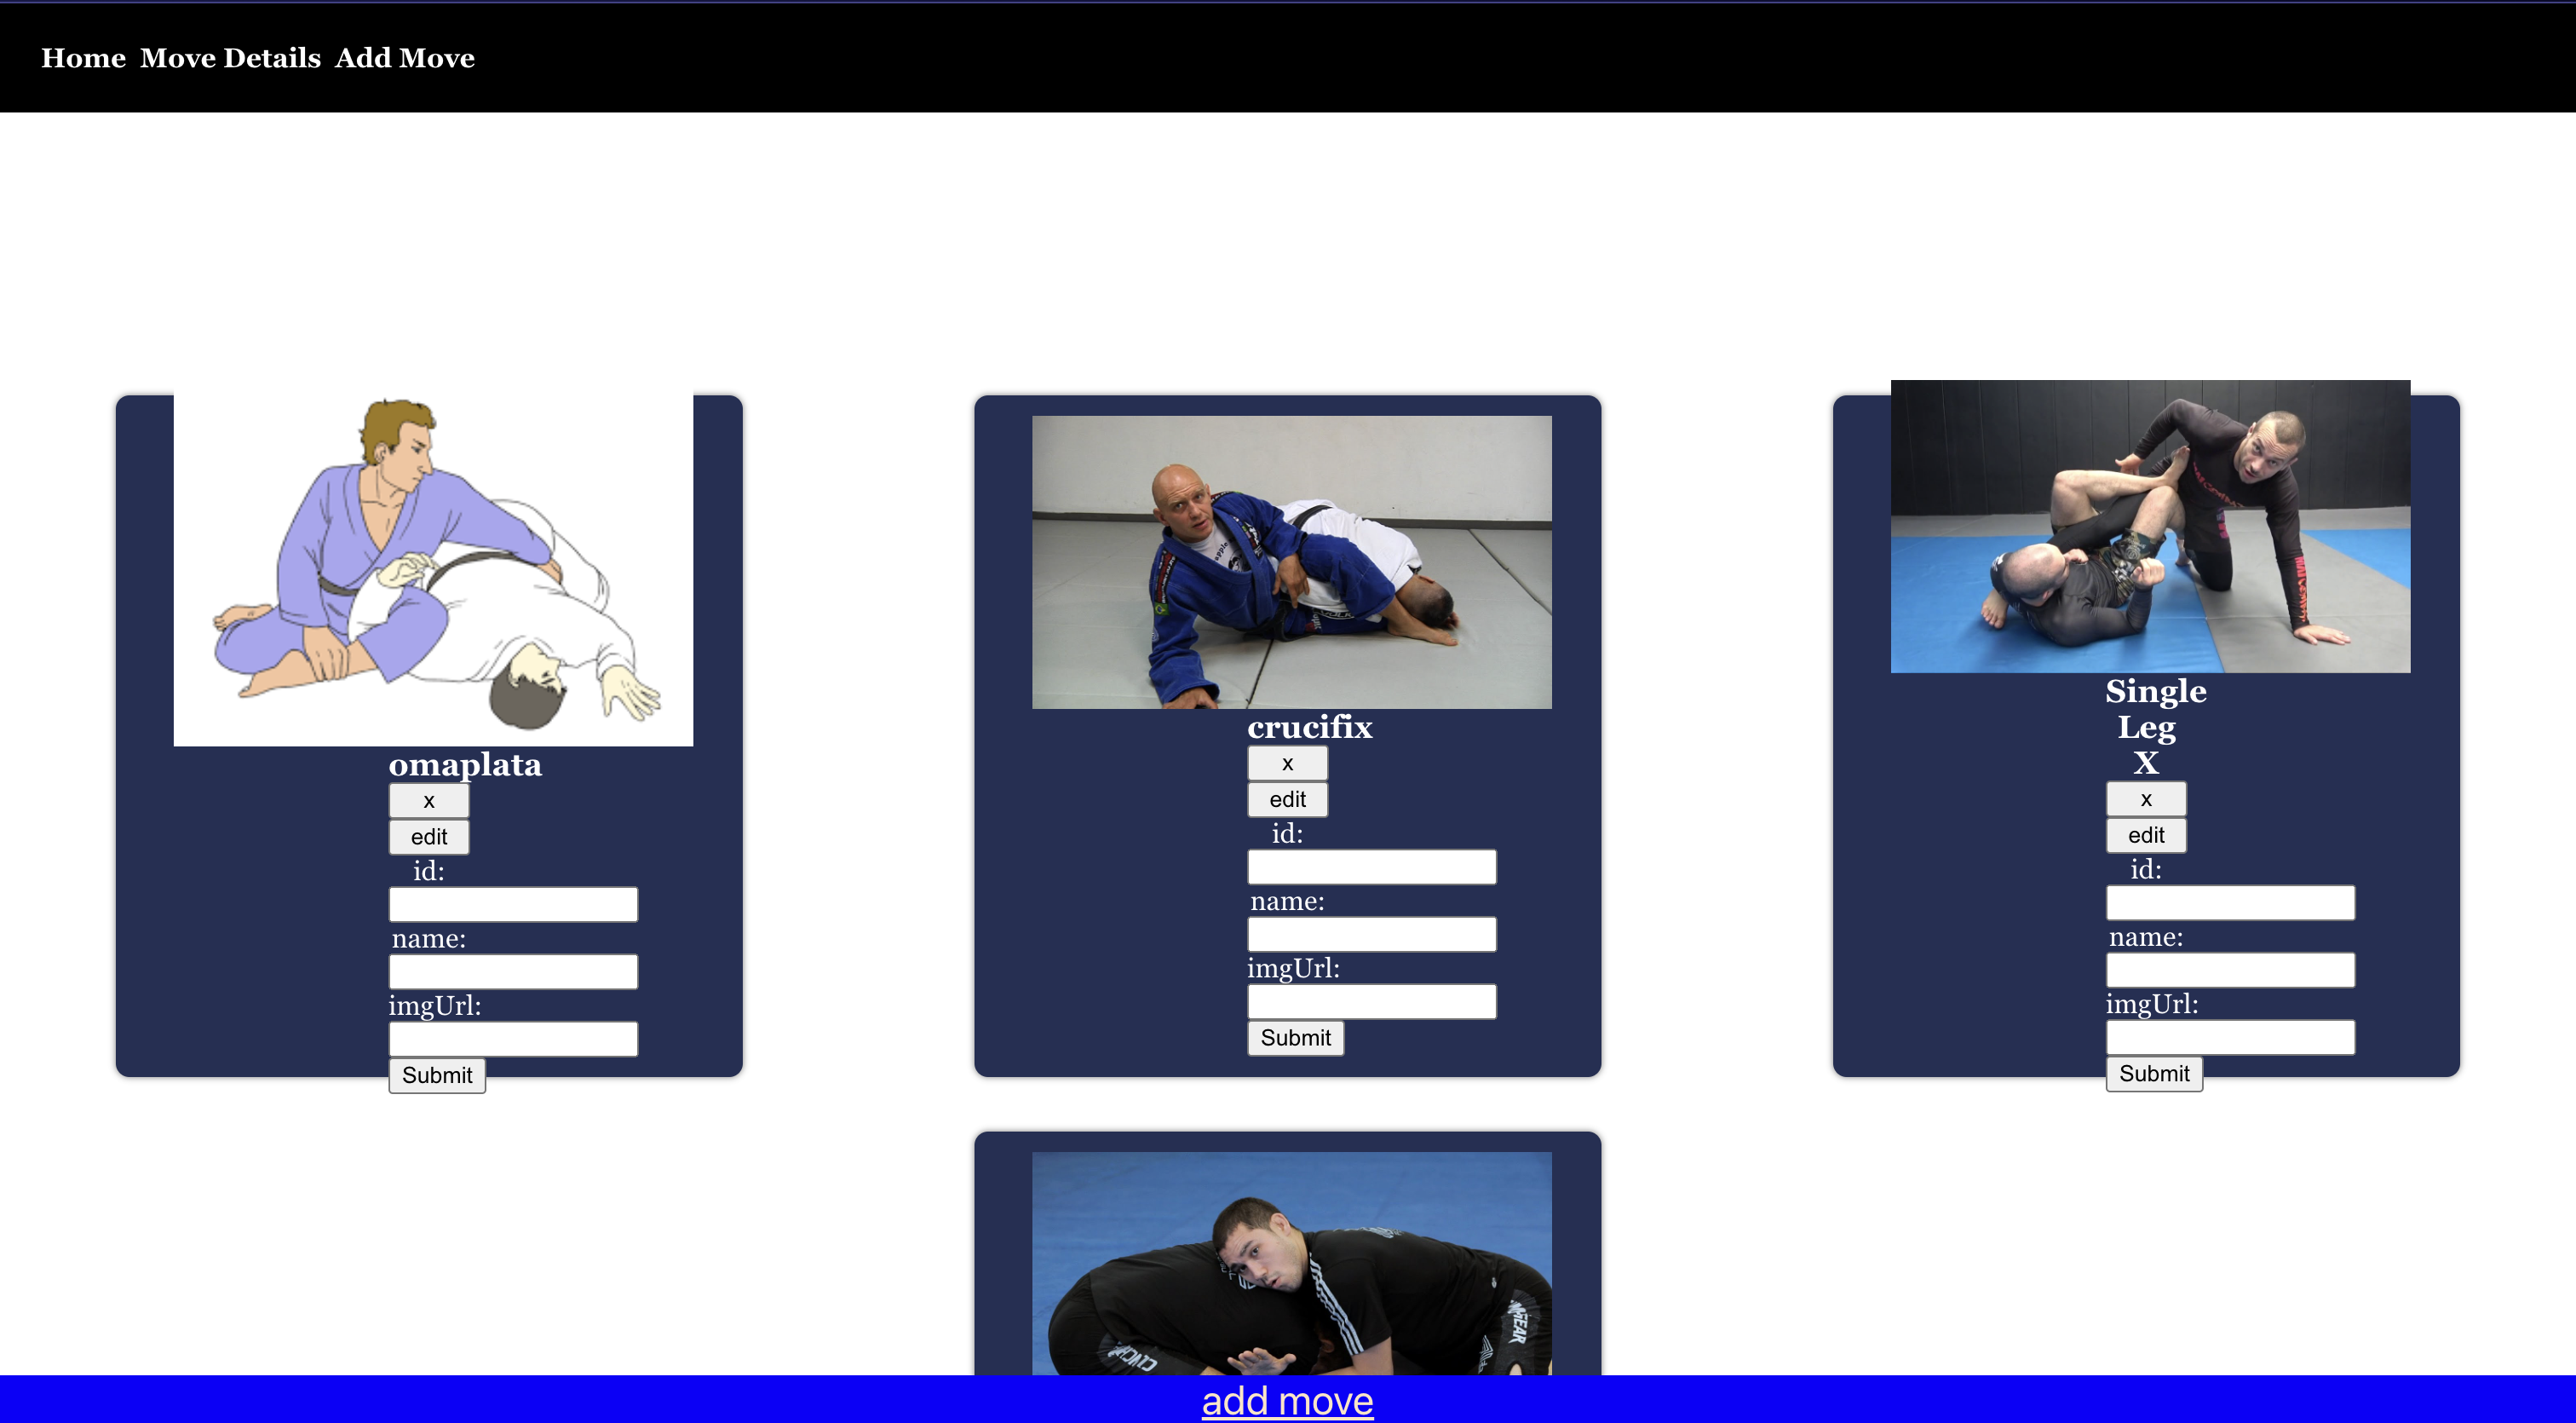 Home Move Details Add Move
omaplata
x
edit
id:
name:
imgUrl:
Submit
crucifix
x
edit
id:
name:
imgUrl:
Submit
Single
Leg
X
x
edit
id:
name:
imgUrl:
Submit
add move